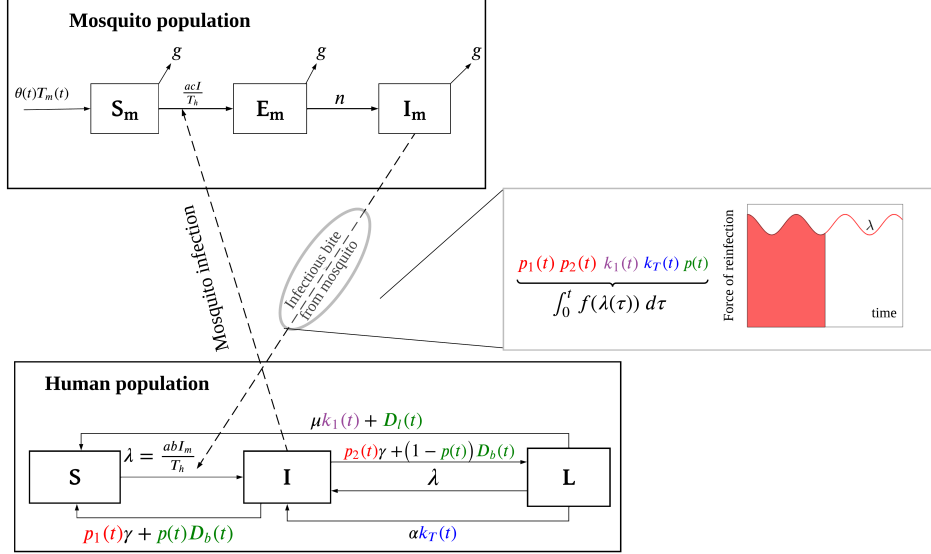 Mosquito population
g
g
g
θ(t)T_m(t)
S_m
acI/T_h
E_m
n
I_m
Mosquito infection
Infectious bite
from mosquito
p_1(t) p_2(t) k_1(t) k_T(t) p(t)
∫_0^t f(λ(τ)) dτ
Force of reinfection
λ
time
Human population
μk_1(t) + D_l(t)
λ = abI_m/T_h
p_2(t)γ + (1 − p(t)) D_b(t)
S
I
λ
L
p_1(t)γ + p(t)D_b(t)
αk_T(t)